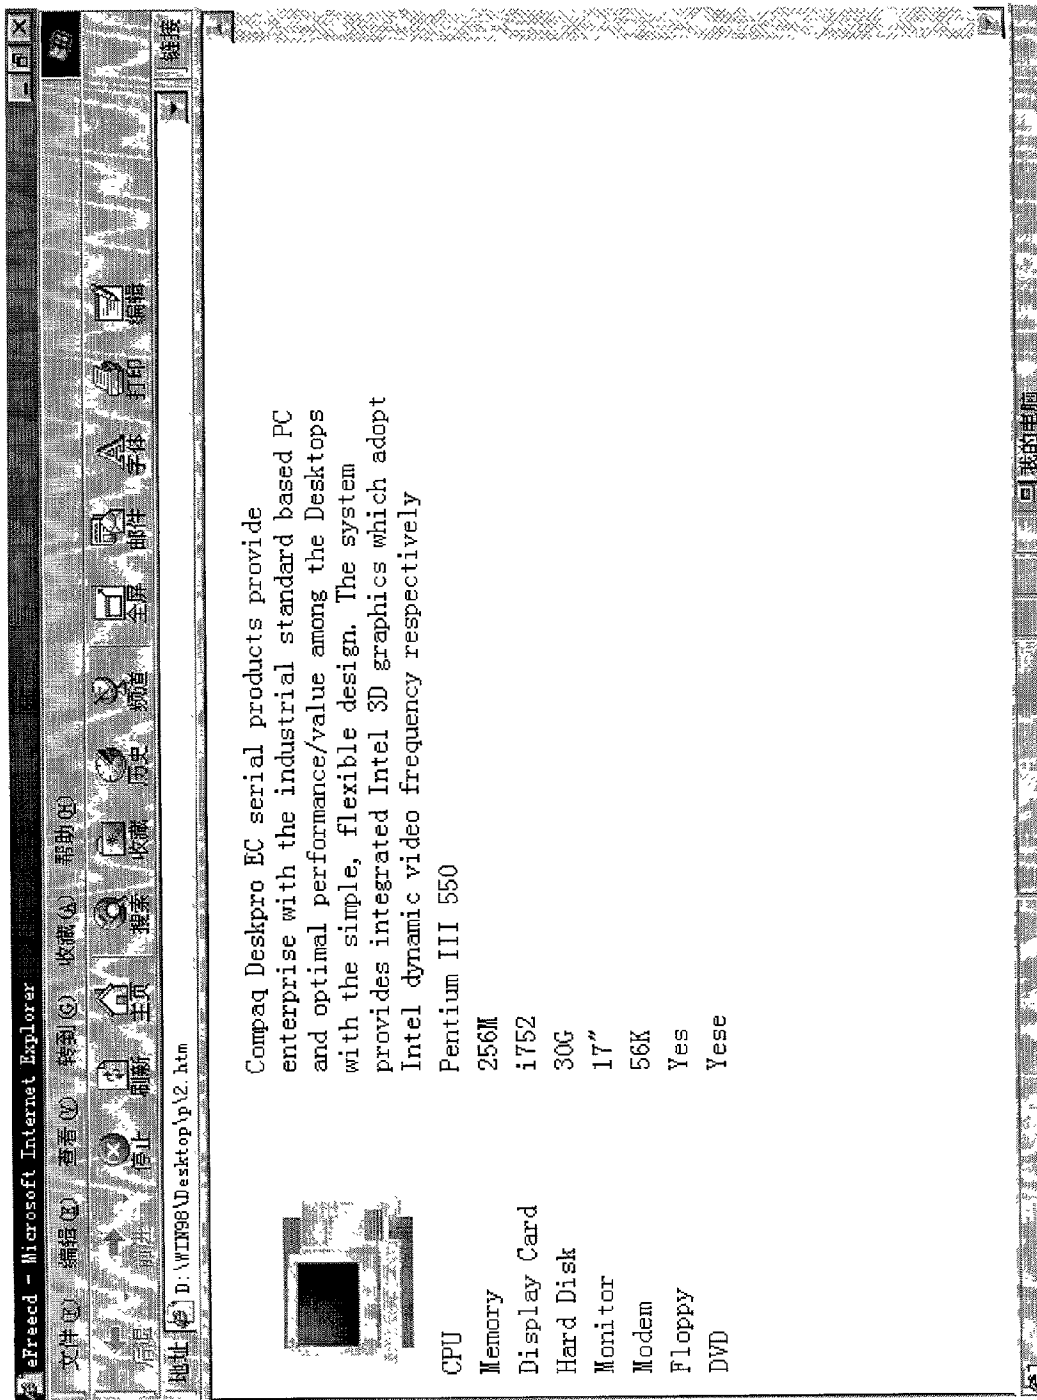 eFreecd - Microsoft Internet Explorer
文件(F) 编辑(E) 查看(V) 转到(G) 收藏(A) 帮助(H)
后退 前进 停止 刷新 主页 搜索 收藏 历史 频道 全屏 邮件 字体 打印 编辑
地址 D:\WIN98\Desktop\p\2.htm 链接
Compaq Deskpro EC serial products provide
enterprise with the industrial standard based PC
and optimal performance/value among the Desktops
with the simple, flexible design. The system
provides integrated Intel 3D graphics which adopt
Intel dynamic video frequency respectively
CPU Pentium III 550
Memory 256M
Display Card i752
Hard Disk 30G
Monitor 17″
Modem 56K
Floppy Yes
DVD Yese
我的电脑